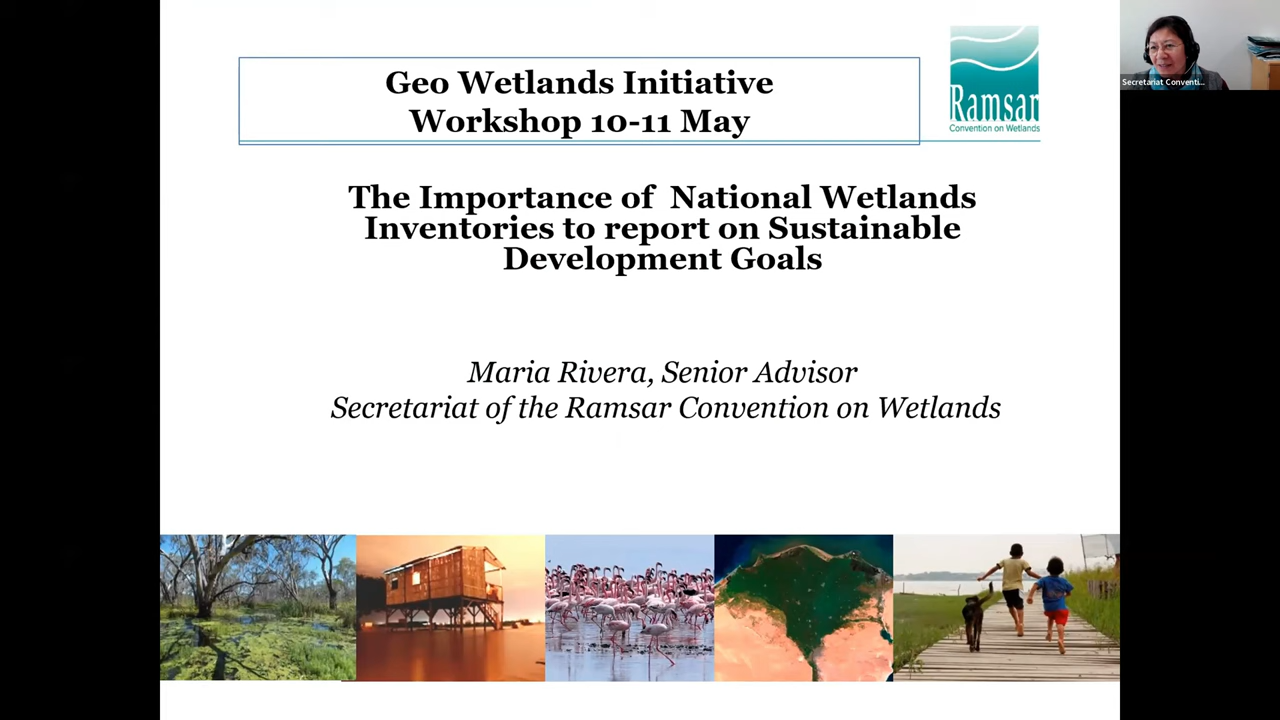 Geo Wetlands Initiative
Workshop 10-11 May
Ramsar
Convention on Wetlands
Secretariat Conventi...
The Importance of National Wetlands
Inventories to report on Sustainable
Development Goals
Maria Rivera, Senior Advisor
Secretariat of the Ramsar Convention on Wetlands